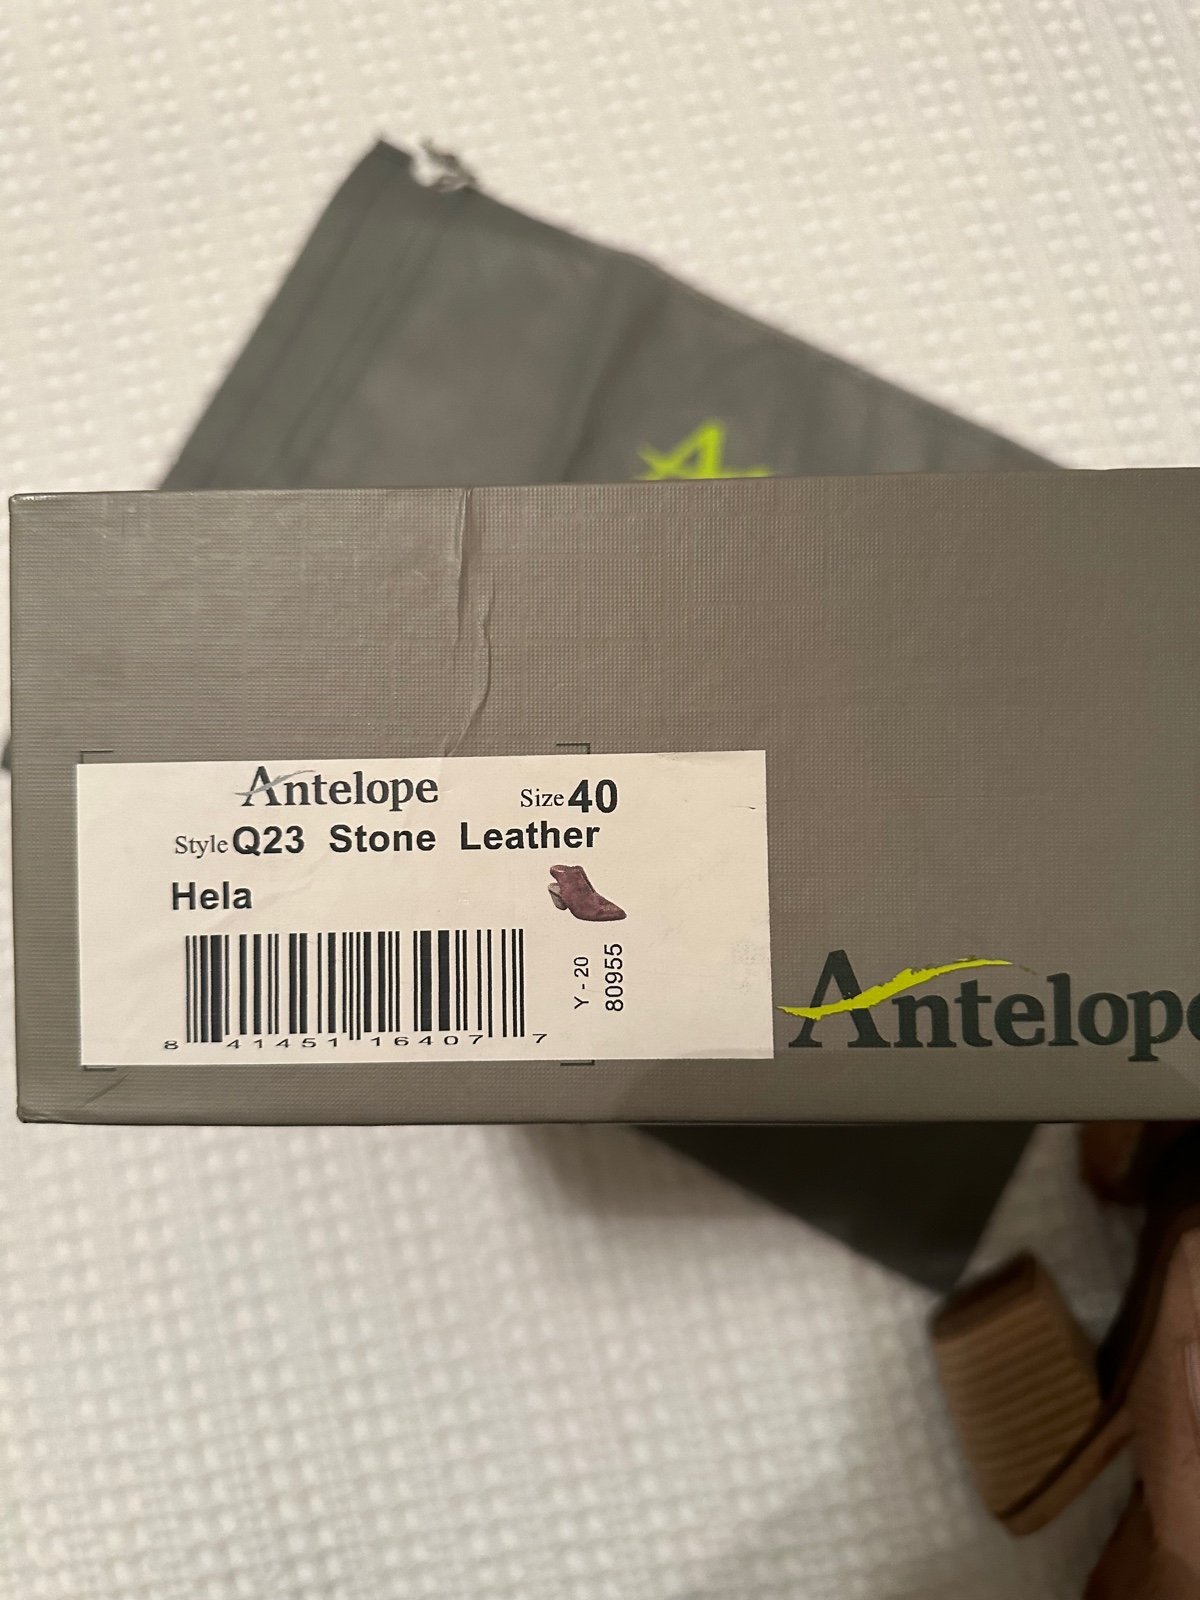 Antelope Size 40
Style Q23 Stone Leather
Hela
Y - 20
80955
8 41451 16407 7
Antelope